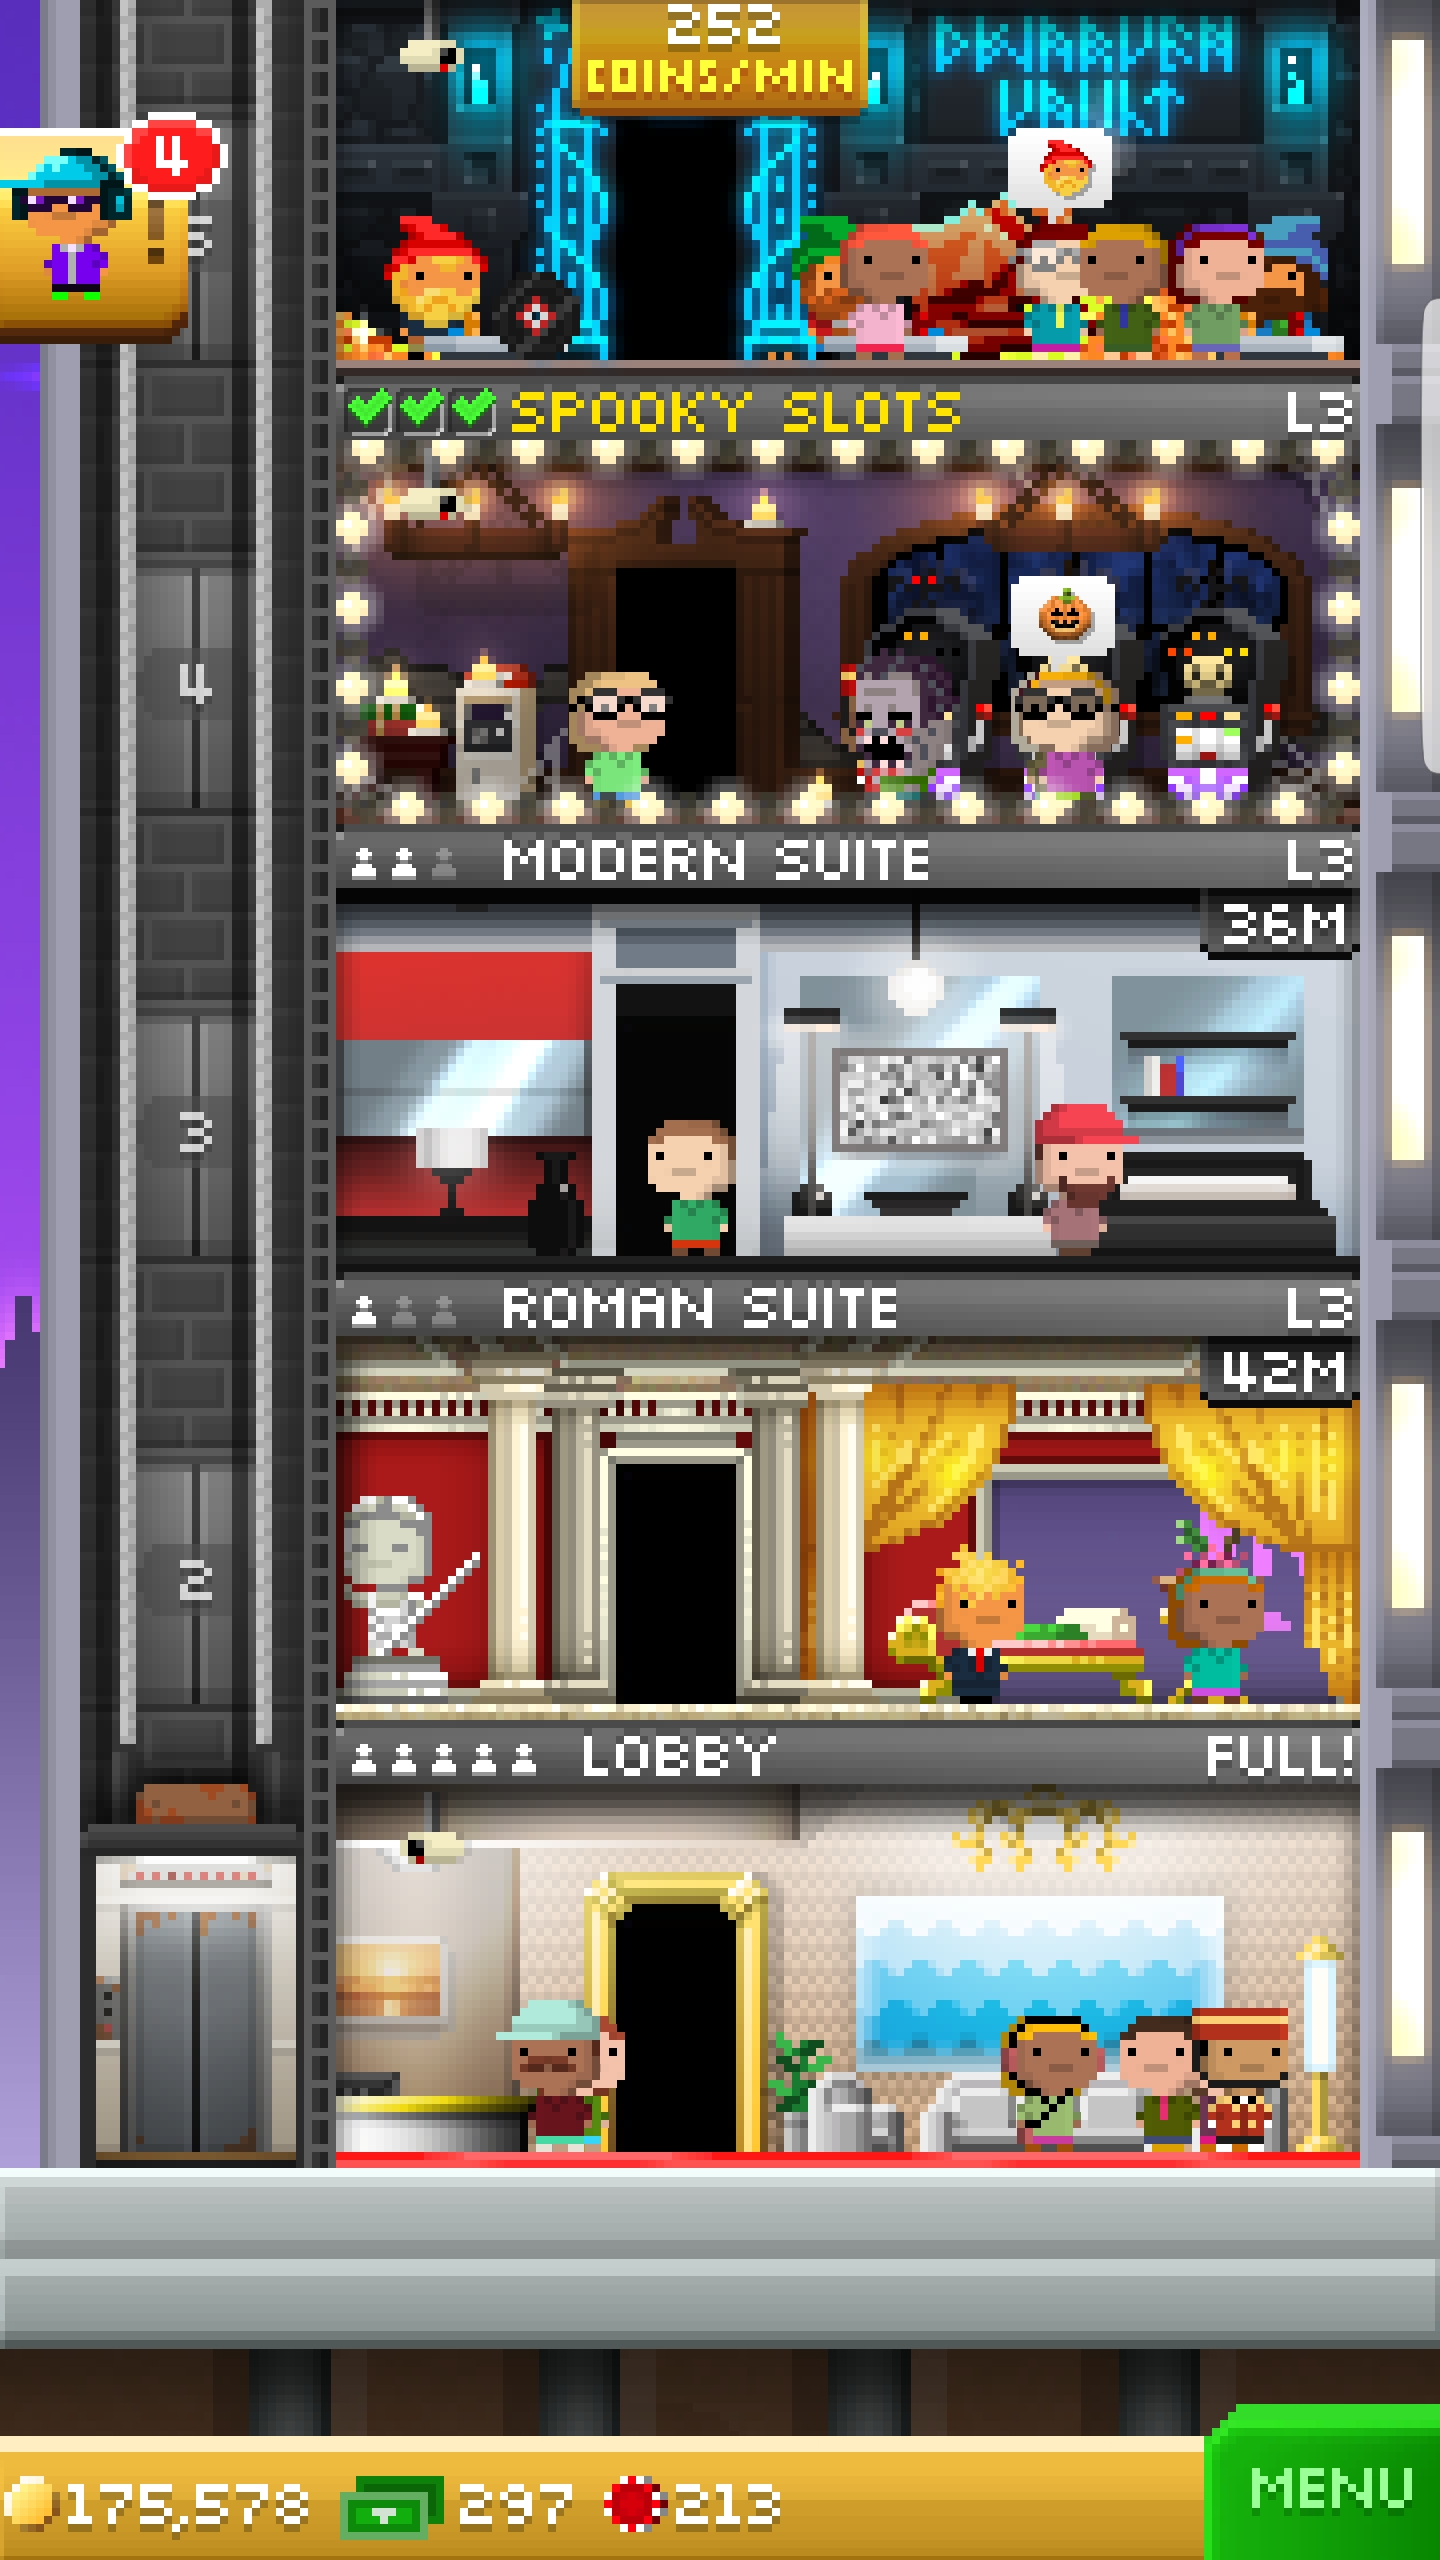 252
COINS/MIN
DWARVEN
VAULT
4
5
SPOOKY SLOTS L3
4
MODERN SUITE L3
36M
3
ROMAN SUITE L3
42M
2
LOBBY FULL!
175,578 297 213
MENU